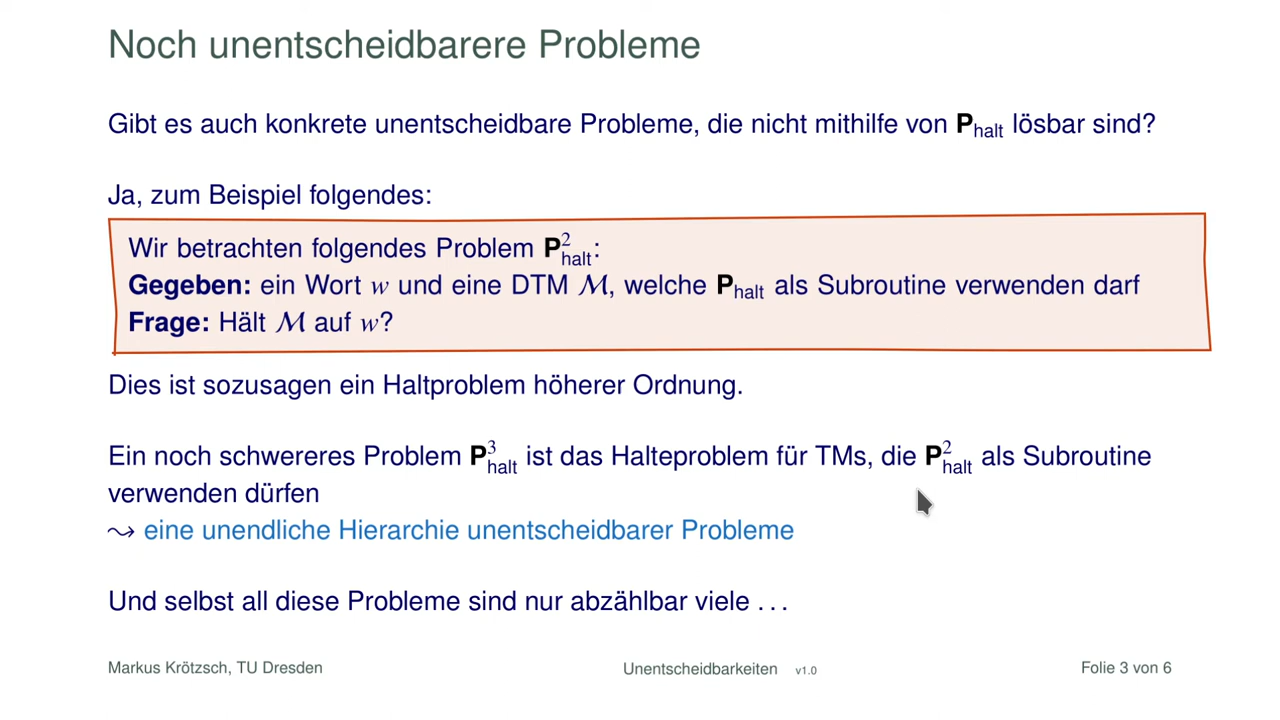 Noch unentscheidbarere Probleme
Gibt es auch konkrete unentscheidbare Probleme, die nicht mithilfe von P_halt lösbar sind?
Ja, zum Beispiel folgendes:
Wir betrachten folgendes Problem P²_halt:
Gegeben: ein Wort w und eine DTM M, welche P_halt als Subroutine verwenden darf
Frage: Hält M auf w?
Dies ist sozusagen ein Haltproblem höherer Ordnung.
Ein noch schwereres Problem P³_halt ist das Halteproblem für TMs, die P²_halt als Subroutine
verwenden dürfen
⤳ eine unendliche Hierarchie unentscheidbarer Probleme
Und selbst all diese Probleme sind nur abzählbar viele . . .
Markus Krötzsch, TU Dresden Unentscheidbarkeiten v1.0 Folie 3 von 6